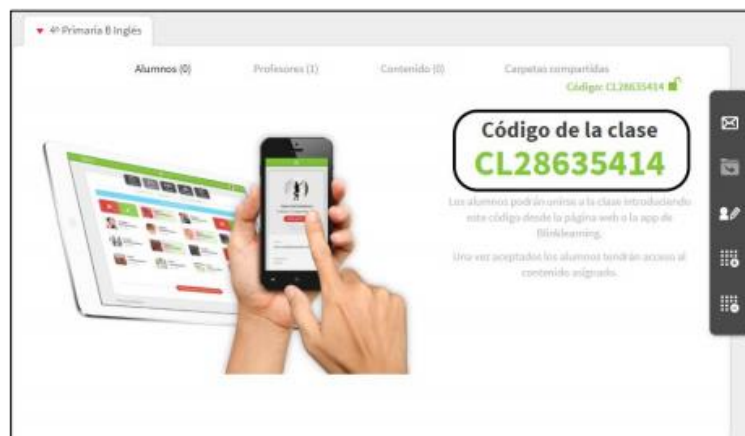 4º Primaria B Inglés
Alumnos (0) Profesores (1) Contenido (0) Carpetas compartidas
Código: CL28635414
Código de la clase
CL28635414
Los alumnos podrán unirse a la clase introduciendo
este código desde la página web o la app de
Blinklearning.
Una vez aceptados los alumnos tendrán acceso al
contenido asignado.